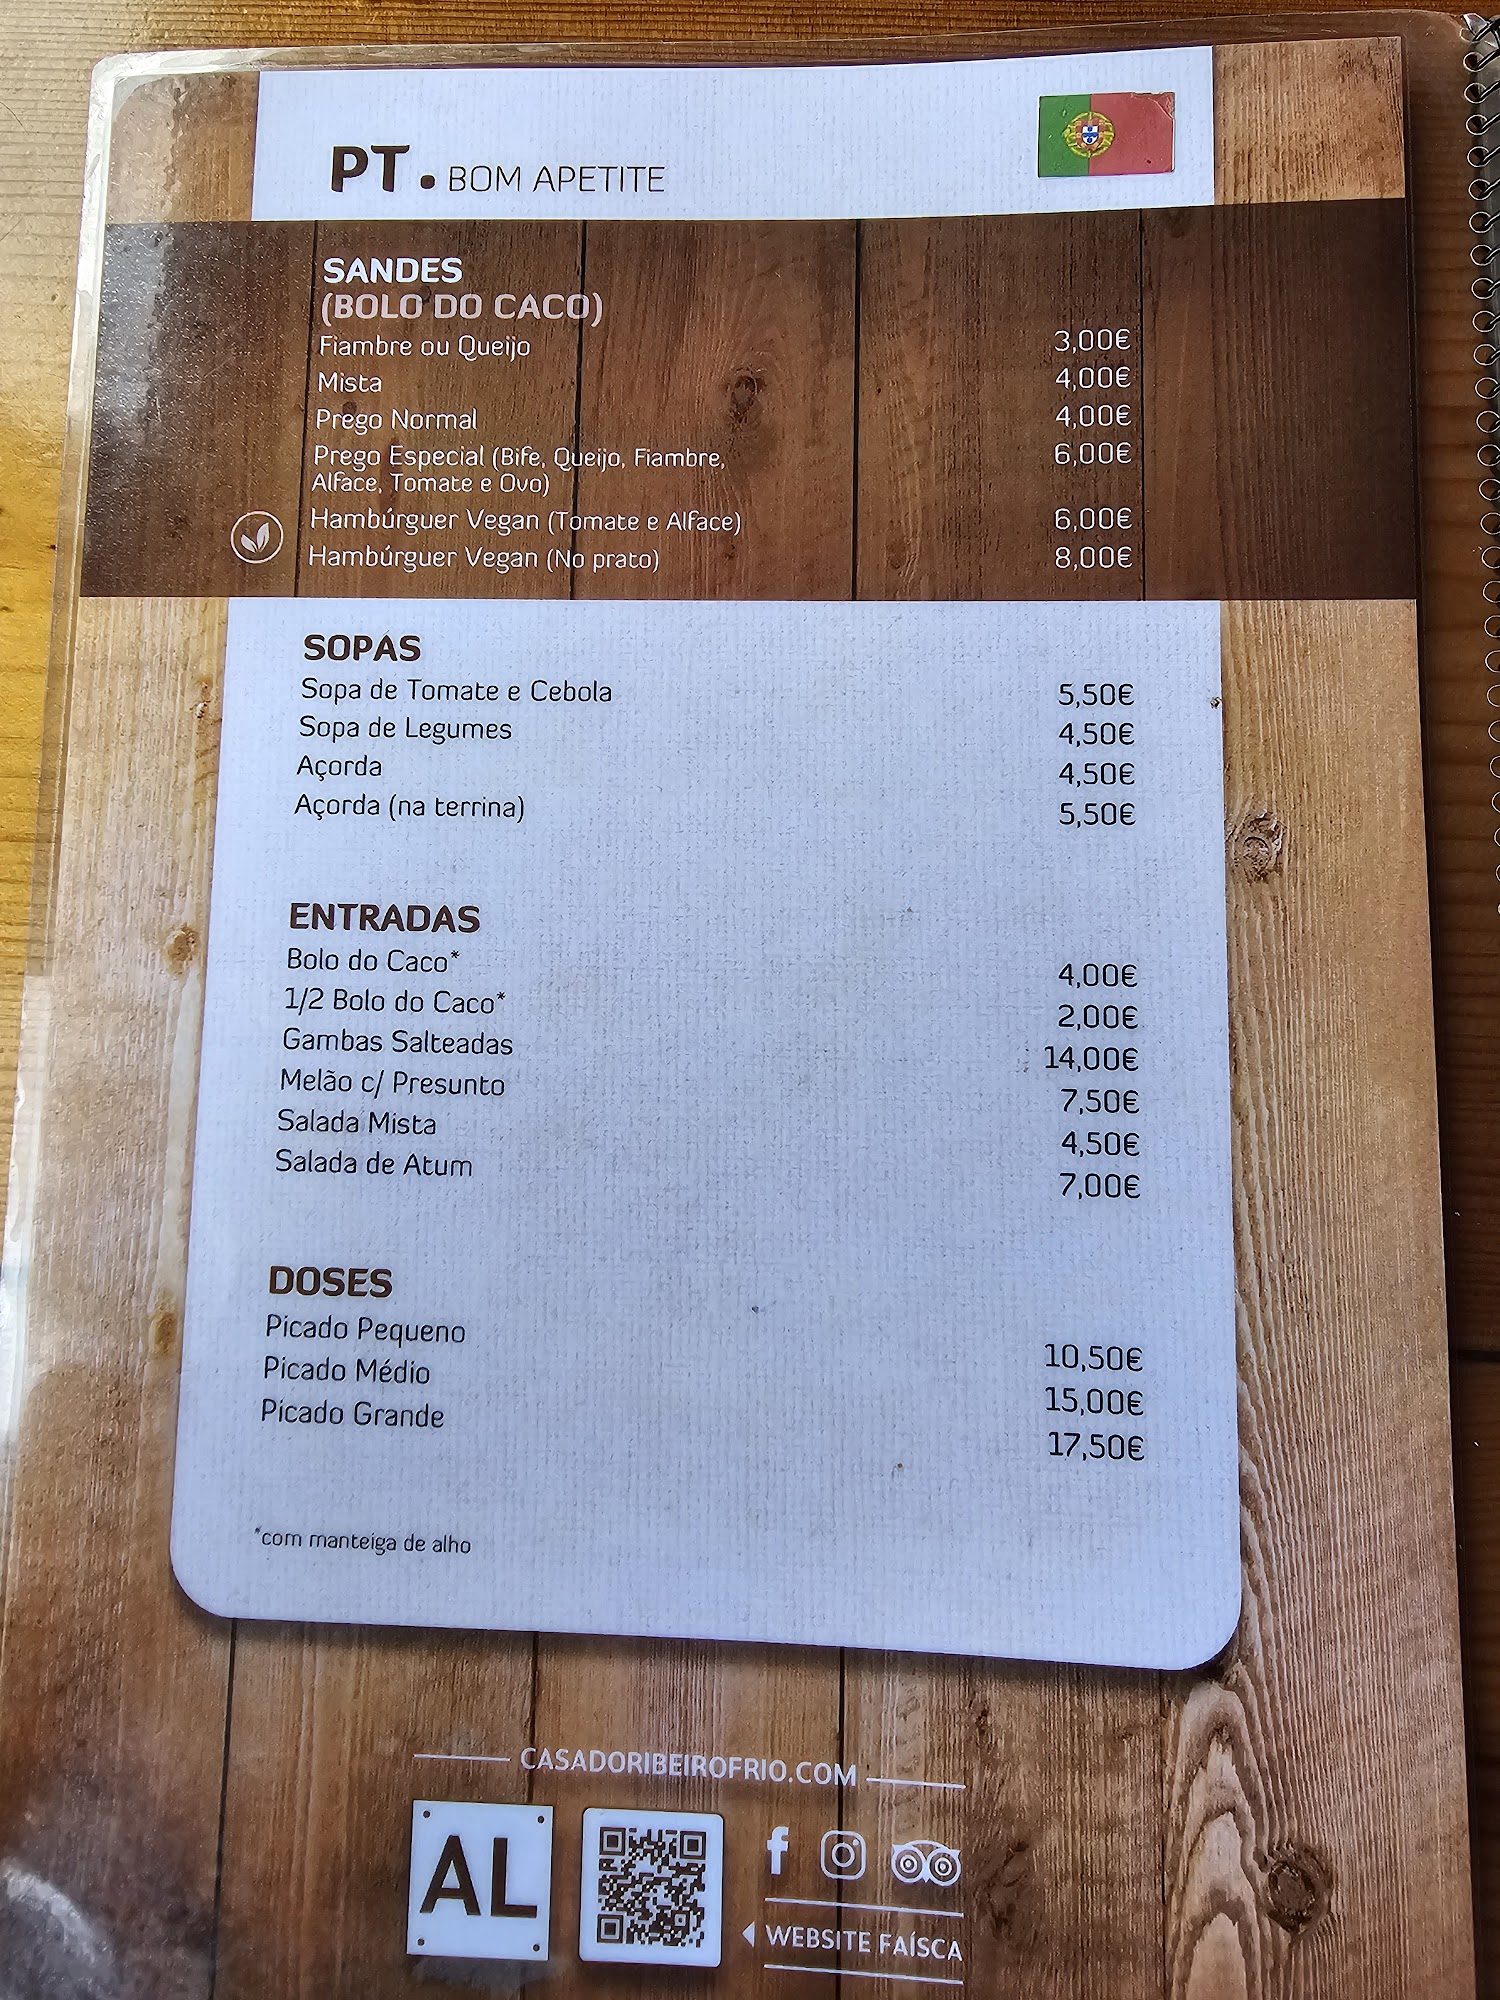 PT. BOM APETITE
SANDES
(BOLO DO CACO)
Fiambre ou Queijo 3,00€
Mista 4,00€
Prego Normal 4,00€
Prego Especial (Bife, Queijo, Fiambre, 6,00€
Alface, Tomate e Ovo)
Hambúrguer Vegan (Tomate e Alface) 6,00€
Hambúrguer Vegan (No prato) 8,00€
SOPAS
Sopa de Tomate e Cebola 5,50€
Sopa de Legumes 4,50€
Açorda 4,50€
Açorda (na terrina) 5,50€
ENTRADAS
Bolo do Caco* 4,00€
1/2 Bolo do Caco* 2,00€
Gambas Salteadas 14,00€
Melão c/ Presunto 7,50€
Salada Mista 4,50€
Salada de Atum 7,00€
DOSES
Picado Pequeno 10,50€
Picado Médio 15,00€
Picado Grande 17,50€
*com manteiga de alho
CASADORIBEIROFRIO.COM
AL
WEBSITE FAÍSCA